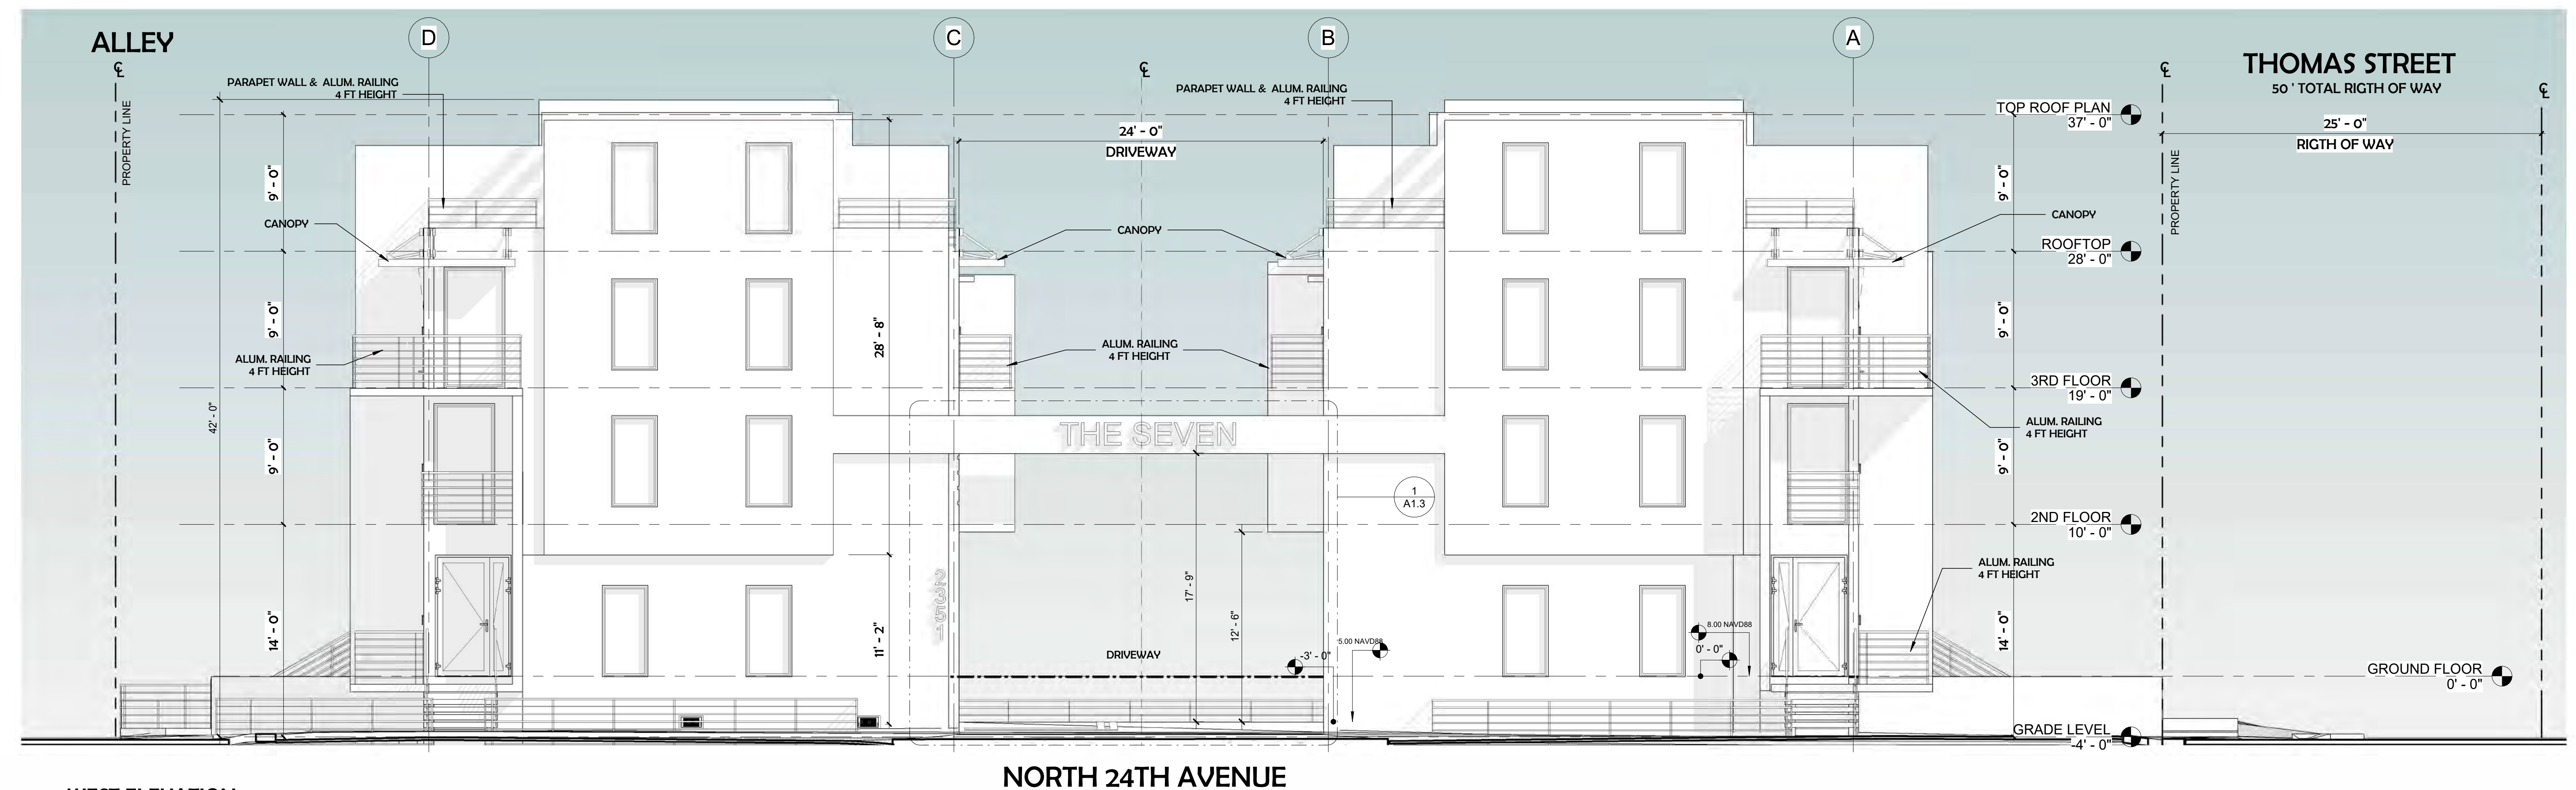 ALLEY
D
C
B
A
℄
PROPERTY LINE
PARAPET WALL & ALUM. RAILING
4 FT HEIGHT
℄
PARAPET WALL & ALUM. RAILING
4 FT HEIGHT
24' - 0"
DRIVEWAY
TOP ROOF PLAN
37' - 0"
℄
PROPERTY LINE
THOMAS STREET
50 ' TOTAL RIGTH OF WAY
℄
25' - 0"
RIGTH OF WAY
9' - 0"
9' - 0"
CANOPY
CANOPY
CANOPY
ROOFTOP
28' - 0"
9' - 0"
28' - 8"
9' - 0"
ALUM. RAILING
4 FT HEIGHT
ALUM. RAILING
4 FT HEIGHT
3RD FLOOR
19' - 0"
42' - 0"
9' - 0"
THE SEVEN
9' - 0"
ALUM. RAILING
4 FT HEIGHT
1
A1.3
2ND FLOOR
10' - 0"
ALUM. RAILING
4 FT HEIGHT
14' - 0"
11' - 2"
17' - 9"
12' - 6"
DRIVEWAY
-3' - 0"
5.00 NAVD88
8.00 NAVD88
0' - 0"
14' - 0"
GROUND FLOOR
0' - 0"
GRADE LEVEL
-4' - 0"
NORTH 24TH AVENUE
WEST ELEVATION